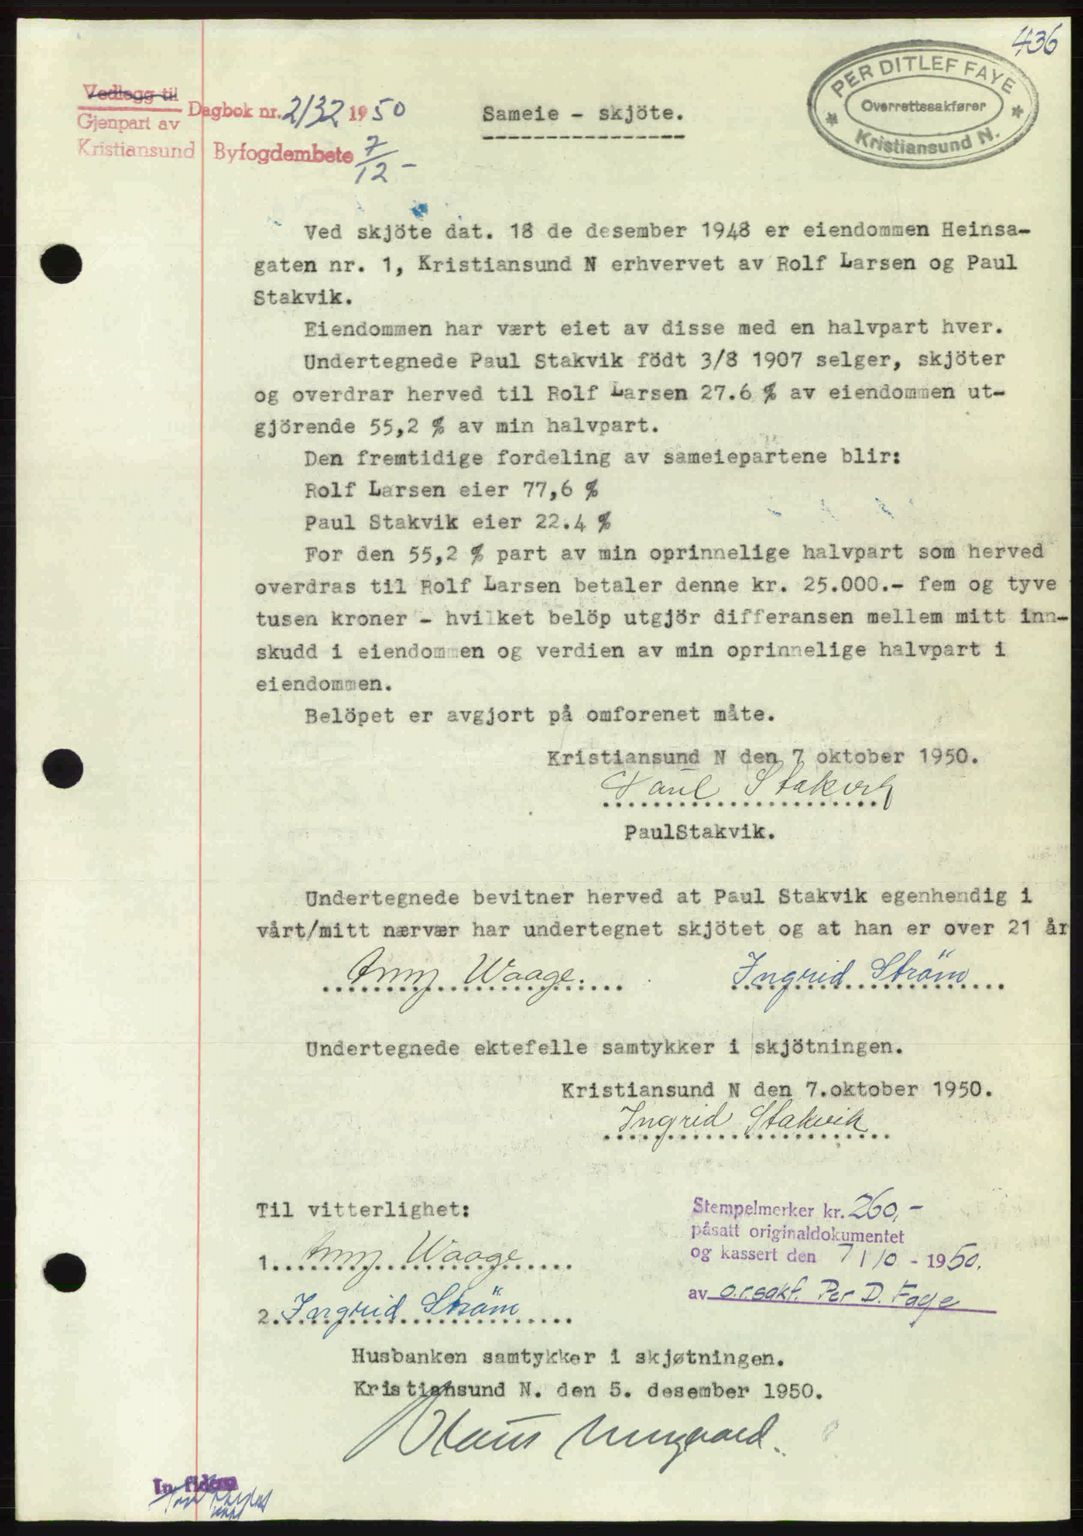 436
PER DITLEF FAYE
Overrettssakfører
Kristiansund N.
Vedlegg til
Gjenpart av
Dagbok nr. 2132 1950
Kristiansund Byfogdembete 7/12 -
Sameie - skjöte.
Ved skjöte dat. 18 de desember 1948 er eiendommen Heinsa-
gaten nr. 1, Kristiansund N erhvervet av Rolf Larsen og Paul
Stakvik.
Eiendommen har vært eiet av disse med en halvpart hver.
Undertegnede Paul Stakvik födt 3/8 1907 selger, skjöter
og overdrar herved til Rolf Larsen 27.6 % av eiendommen ut-
gjörende 55,2 % av min halvpart.
Den fremtidige fordeling av sameiepartene blir:
Rolf Larsen eier 77,6 %
Paul Stakvik eier 22.4 %
For den 55,2 % part av min oprinnelige halvpart som herved
overdras til Rolf Larsen betaler denne kr. 25.000.- fem og tyve
tusen kroner - hvilket belöp utgjör differansen mellem mitt inn-
skudd i eiendommen og verdien av min oprinnelige halvpart i
eiendommen.
Belöpet er avgjort på omforenet måte.
Kristiansund N den 7 oktober 1950.
Paul Stakvik
PaulStakvik.
Undertegnede bevitner herved at Paul Stakvik egenhendig i
vårt/mitt nærvær har undertegnet skjötet og at han er over 21 år
Anny Waage. Ingrid Ström
Undertegnede ektefelle samtykker i skjötningen.
Kristiansund N den 7.oktober 1950.
Ingrid Stakvik
Til vitterlighet:
1. Anny Waage
2. Ingrid Ström
Stempelmerker kr. 260,-
påsatt originaldokumentet
og kassert den 7/10 - 1950.
av o.r.sakf. Per D. Faye
Husbanken samtykker i skjøtningen.
Kristiansund N. den 5. desember 1950.
In fidem